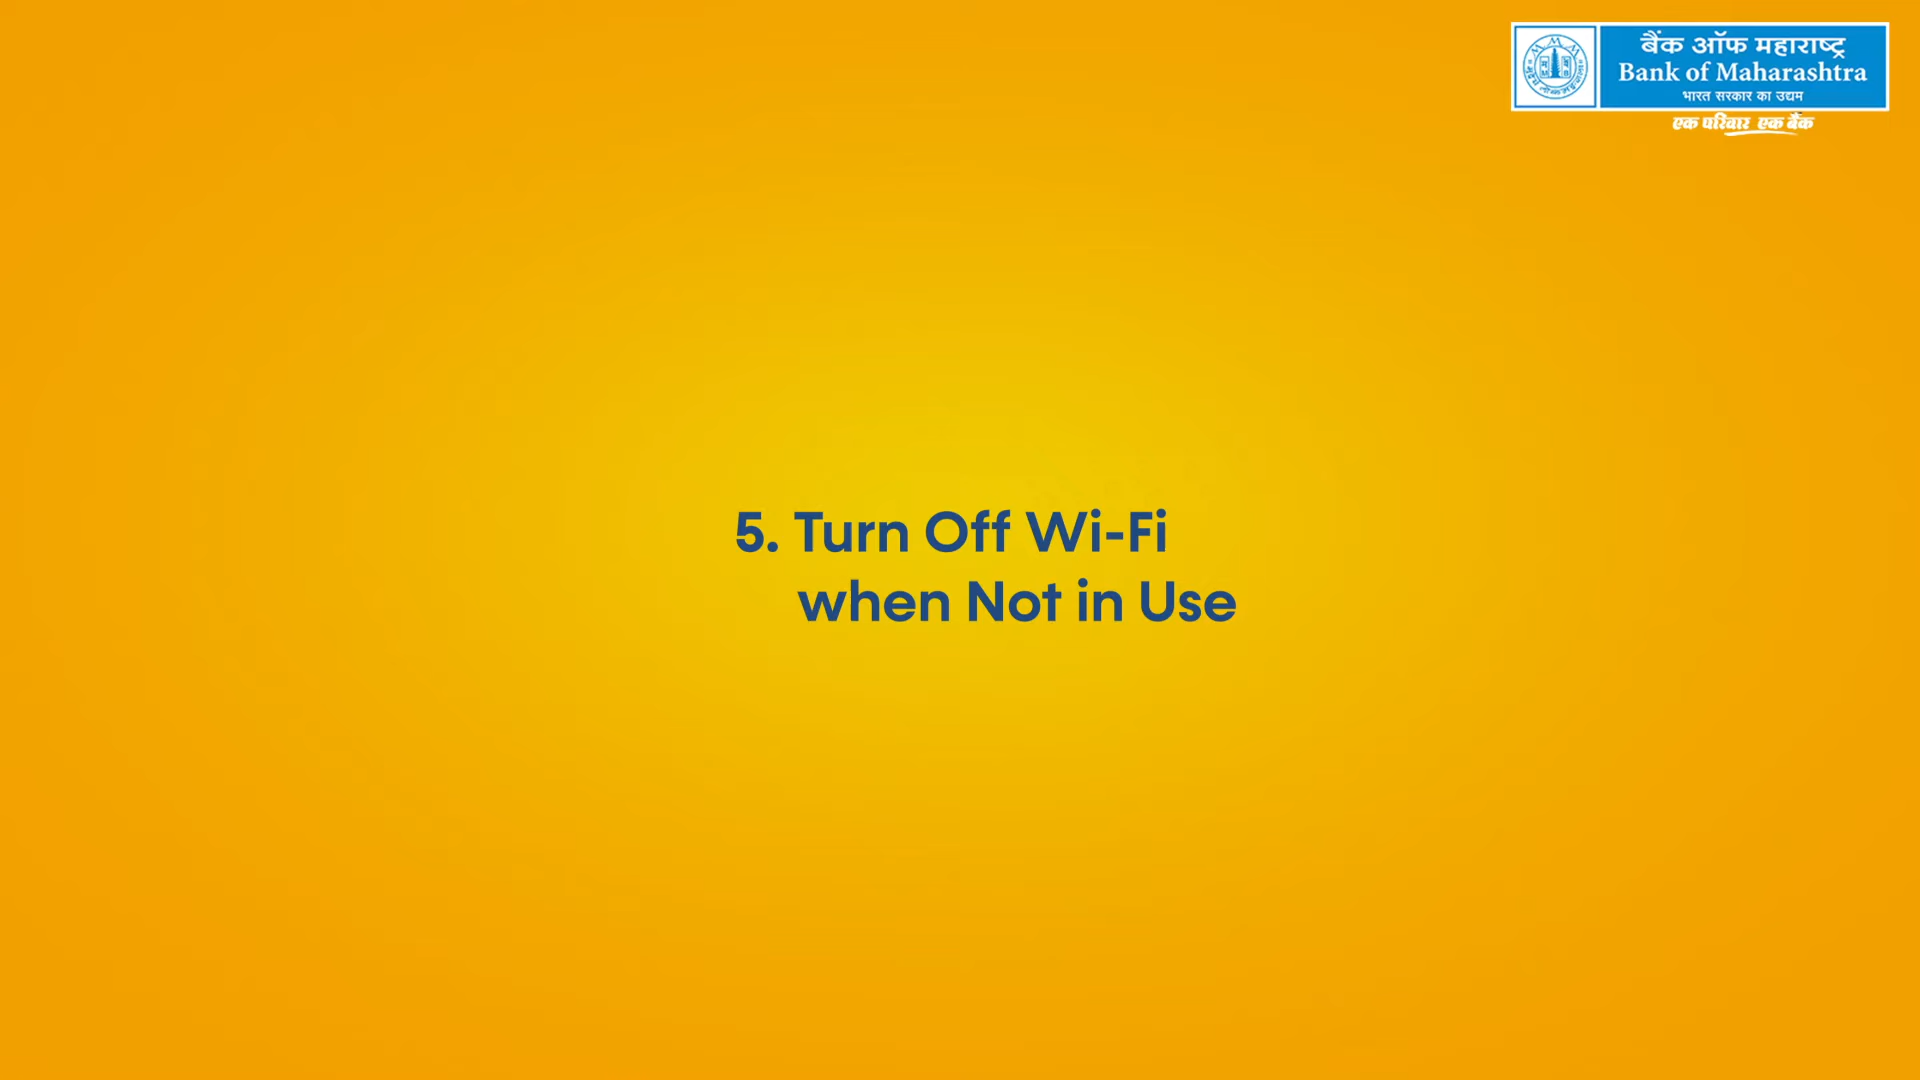 बैंक ऑफ महाराष्ट्र
Bank of Maharashtra
भारत सरकार का उद्यम
एक परिवार एक बैंक
5. Turn Off Wi-Fi
when Not in Use